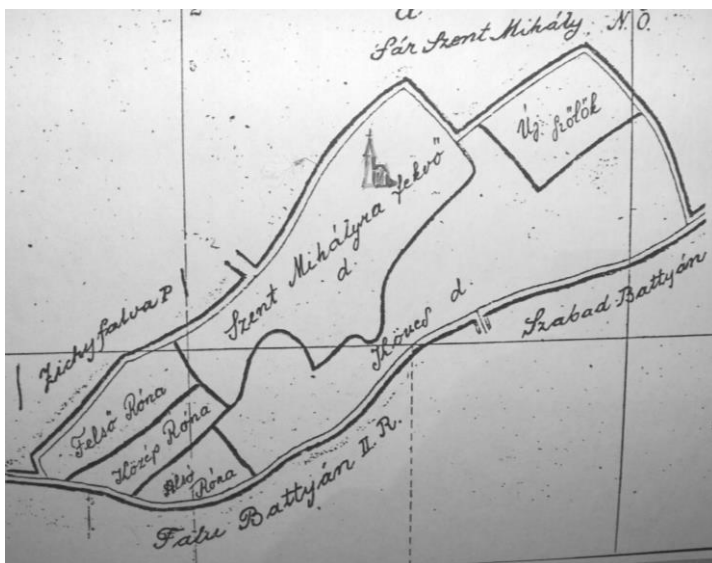 2
a
Sár Szent Mihály N. O.
Új. szőlők
Szent Mihályra fekvő
d.
Zichyfalva P
Kövecs d
Szabad Battyán
Felső Róna
Közép Róna
Alsó
Róna
Falu Battyán II. R.